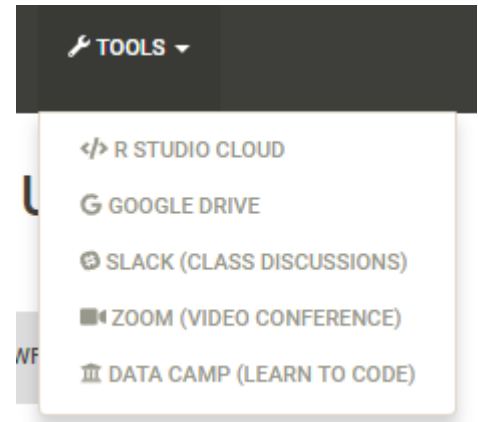 TOOLS
R STUDIO CLOUD
GOOGLE DRIVE
SLACK (CLASS DISCUSSIONS)
ZOOM (VIDEO CONFERENCE)
DATA CAMP (LEARN TO CODE)